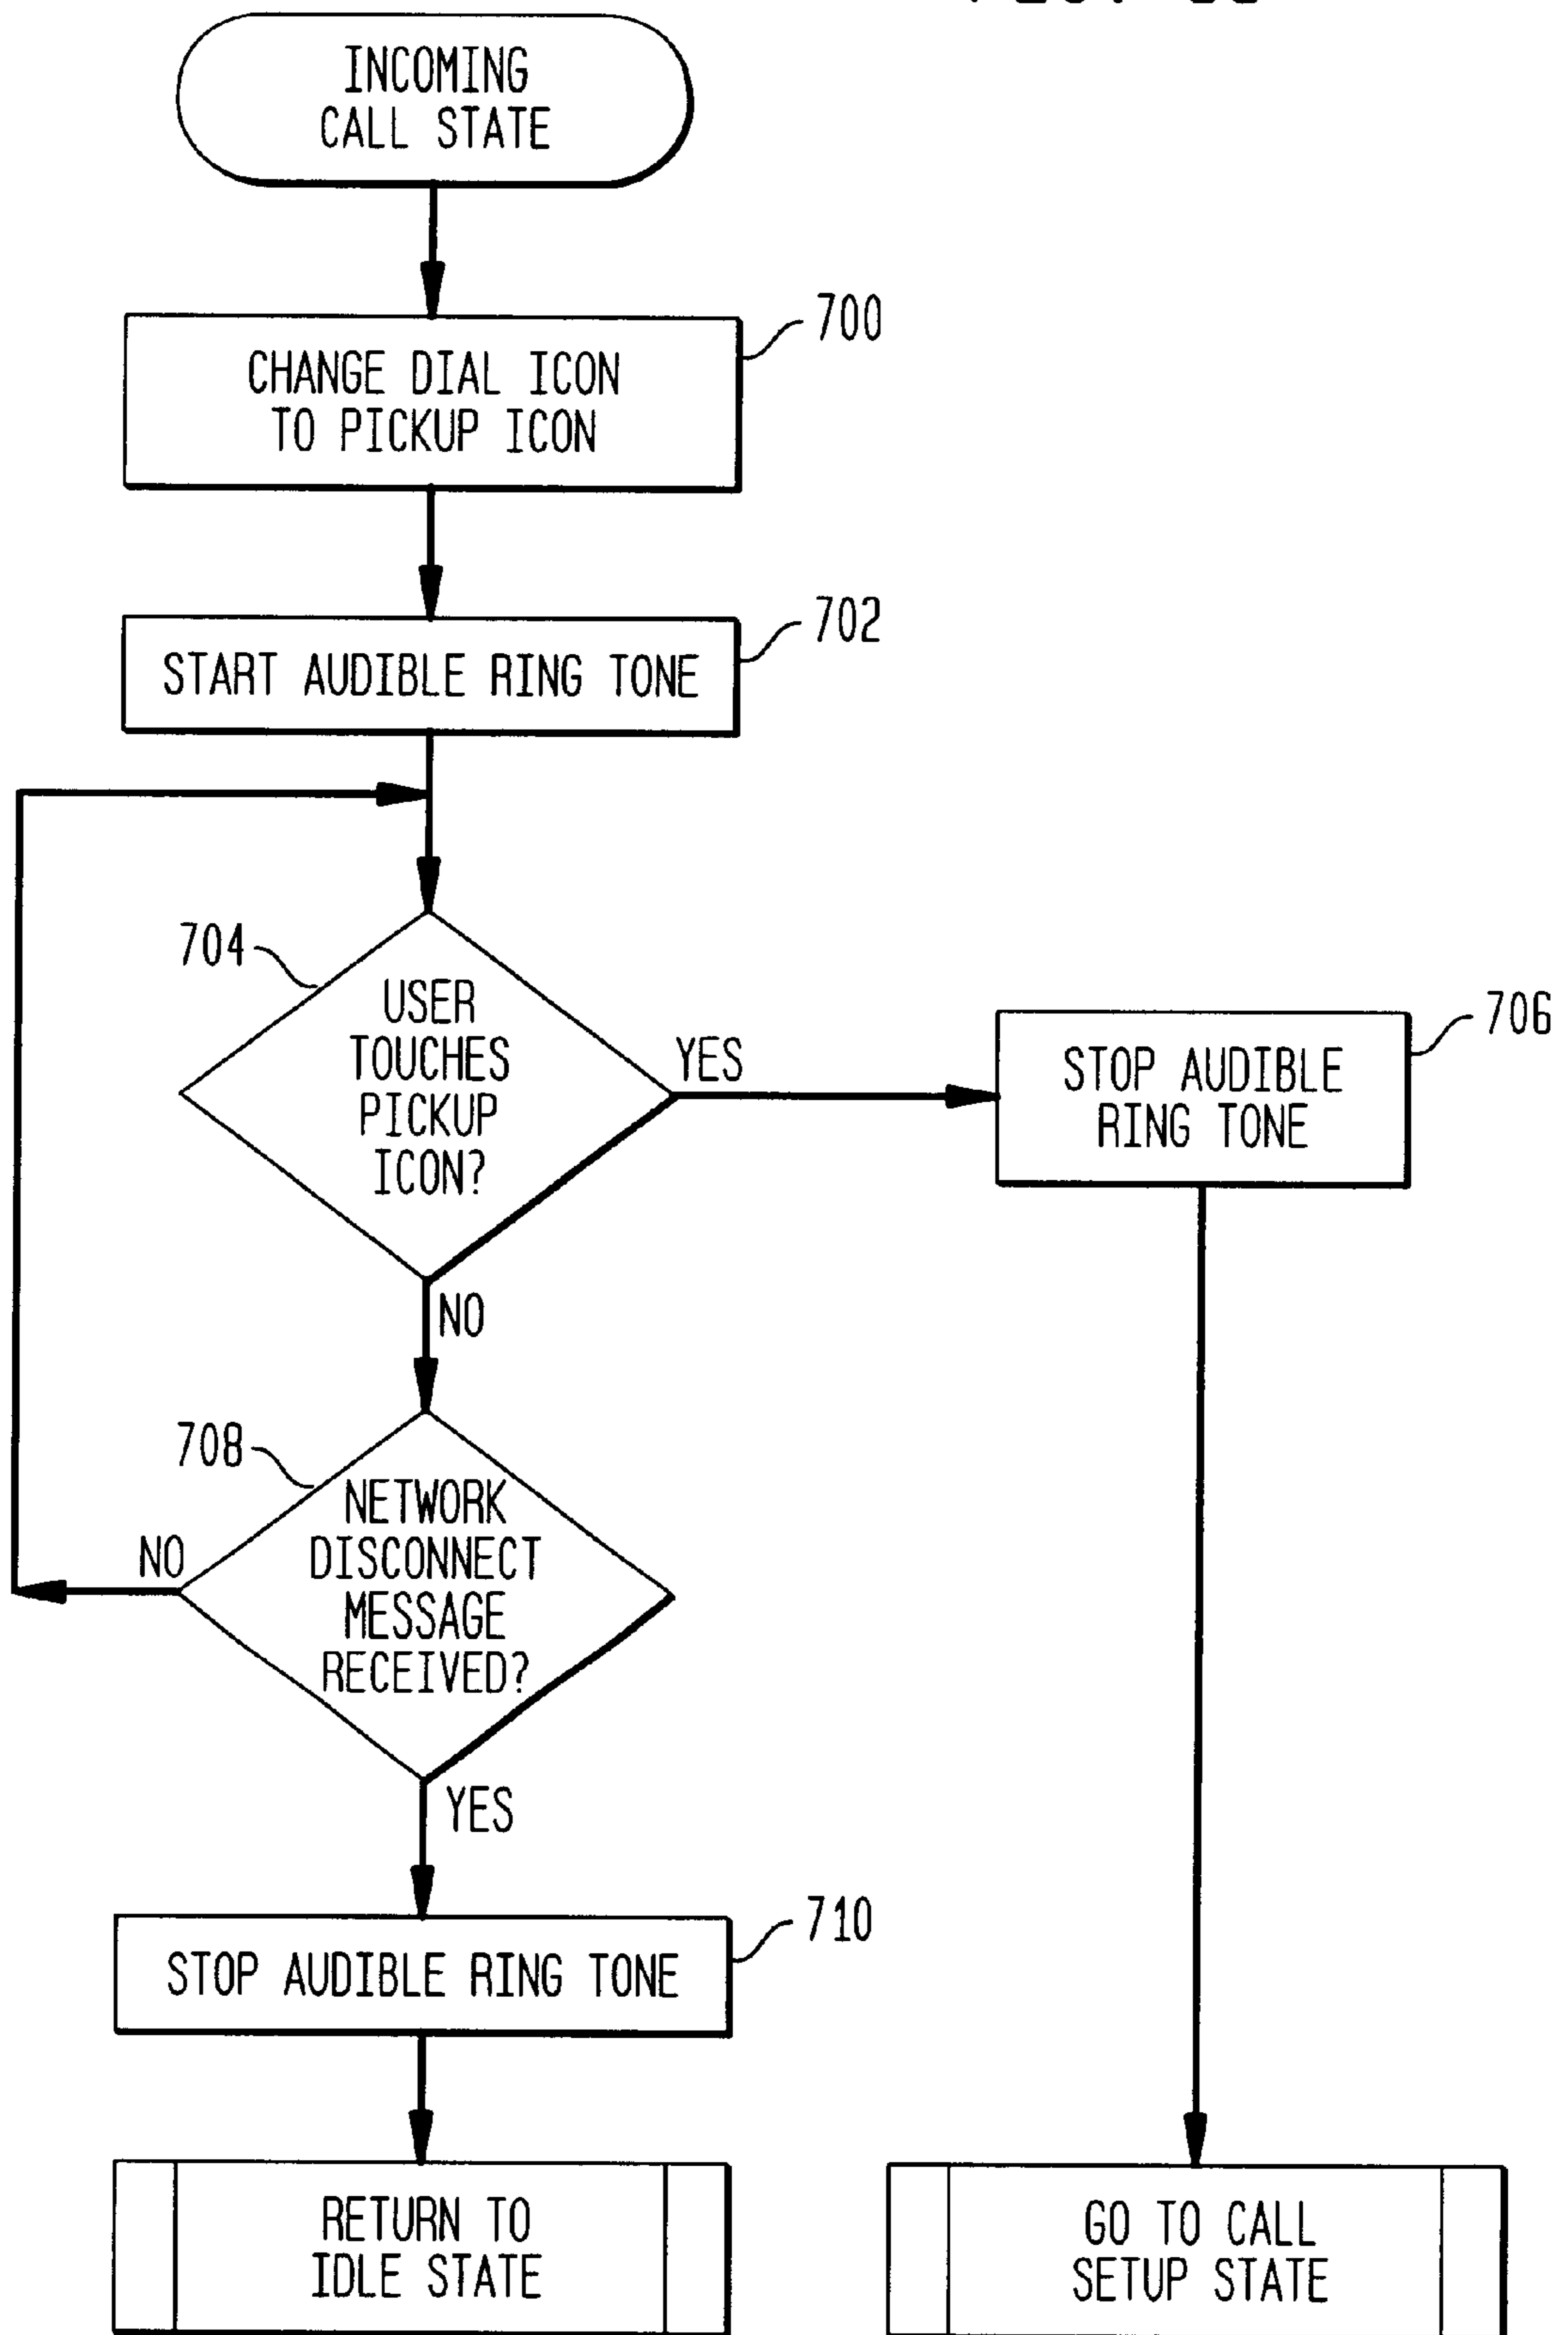 INCOMING
CALL STATE
700
CHANGE DIAL ICON
TO PICKUP ICON
702
START AUDIBLE RING TONE
704
USER
TOUCHES
PICKUP
ICON?
YES
706
STOP AUDIBLE
RING TONE
NO
708
NETWORK
DISCONNECT
MESSAGE
RECEIVED?
NO
YES
710
STOP AUDIBLE RING TONE
RETURN TO
IDLE STATE
GO TO CALL
SETUP STATE